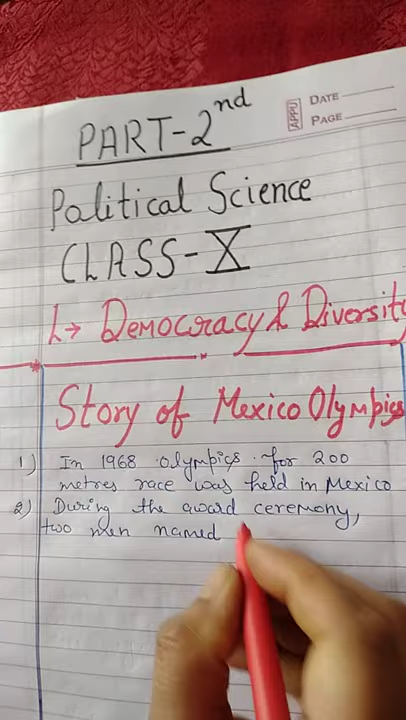 PART-2nd
APPU
DATE
PAGE
Political Science
CLASS-X
L→ Democracy & Diversity
Story of Mexico Olympics
1) In 1968 Olympics for 200
metres race was held in Mexico
2) During the award ceremony,
two men named